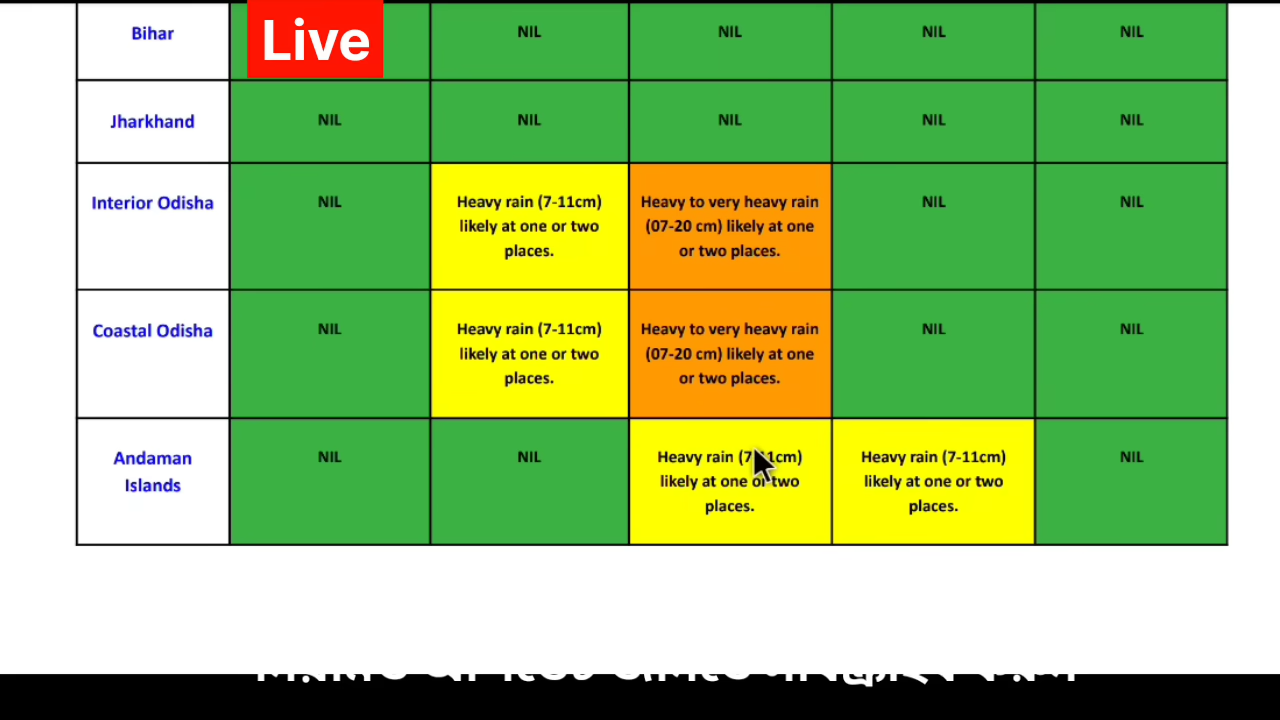 Live
Bihar NIL NIL NIL NIL
Jharkhand NIL NIL NIL NIL NIL
Interior Odisha NIL Heavy rain (7-11cm) Heavy to very heavy rain NIL NIL
likely at one or two (07-20 cm) likely at one
places. or two places.
Coastal Odisha NIL Heavy rain (7-11cm) Heavy to very heavy rain NIL NIL
likely at one or two (07-20 cm) likely at one
places. or two places.
Andaman NIL NIL Heavy rain (7-11cm) Heavy rain (7-11cm) NIL
Islands likely at one or two likely at one or two
places. places.